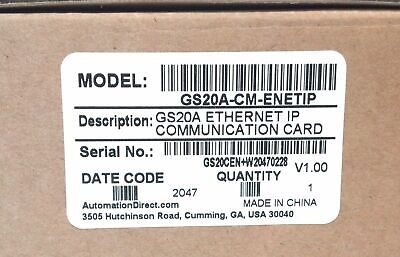 MODEL:
GS20A-CM-ENETIP
Description: GS20A ETHERNET IP
COMMUNICATION CARD
Serial No.:
GS20CEN+W20470228
V1.00
DATE CODE QUANTITY
2047 1
AutomationDirect.com MADE IN CHINA
3505 Hutchinson Road, Cumming, GA, USA 30040